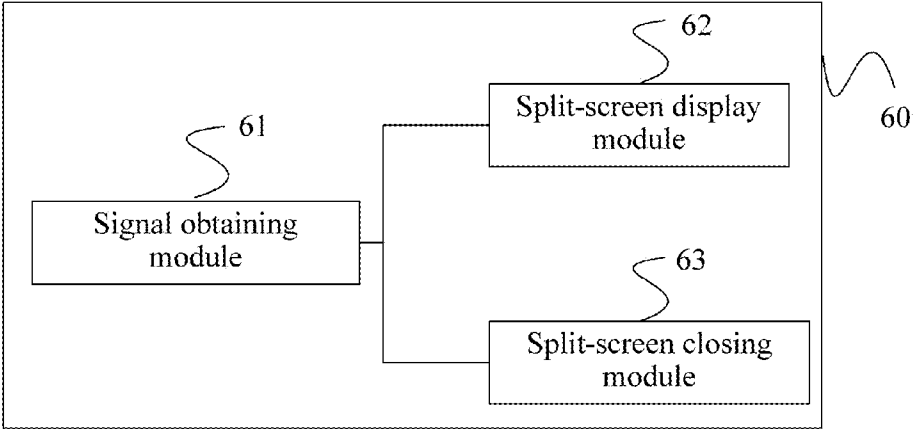 62
Split-screen display
module
60
61
Signal obtaining
module
63
Split-screen closing
module